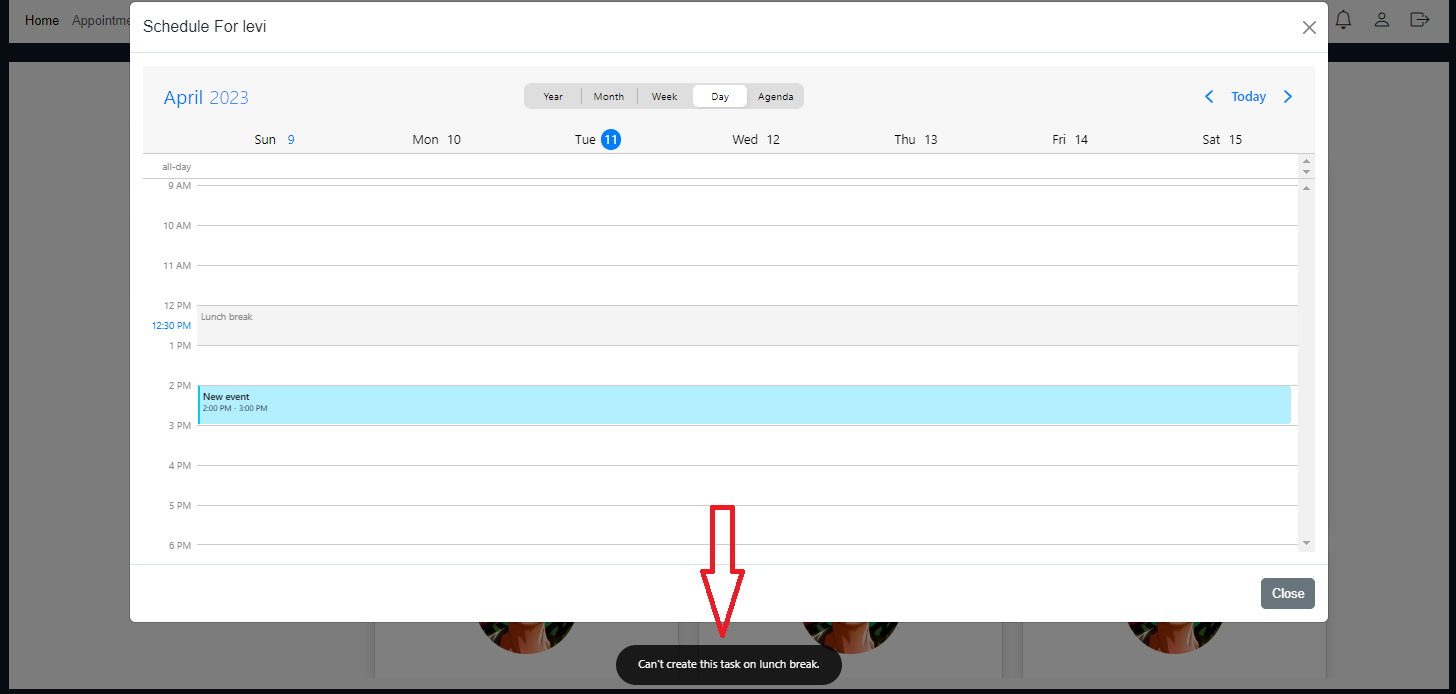 Home Appointme
Schedule For levi
April 2023
Year Month Week Day Agenda
Today
Sun 9 Mon 10 Tue 11 Wed 12 Thu 13 Fri 14 Sat 15
all-day
9 AM
10 AM
11 AM
12 PM
Lunch break
12:30 PM
1 PM
2 PM
New event
2:00 PM - 3:00 PM
3 PM
4 PM
5 PM
6 PM
Close
Can't create this task on lunch break.